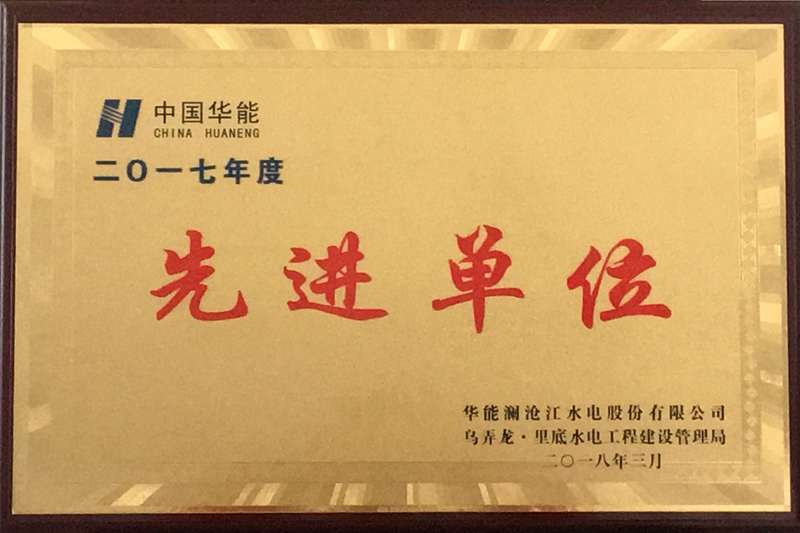 中国华能
CHINA HUANENG
二〇一七年度
先进单位
华能澜沧江水电股份有限公司
乌弄龙·里底水电工程建设管理局
二〇一八年三月